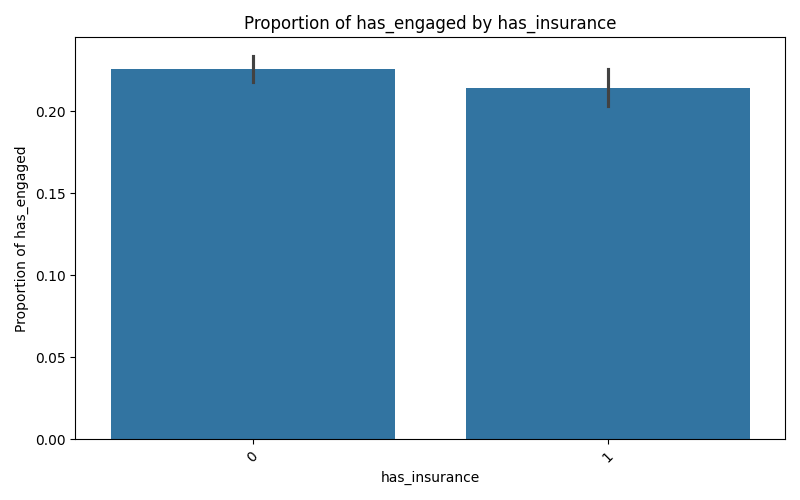 Proportion of has_engaged by has_insurance
Proportion of has_engaged
0.20
0.15
0.10
0.05
0.00
0
1
has_insurance